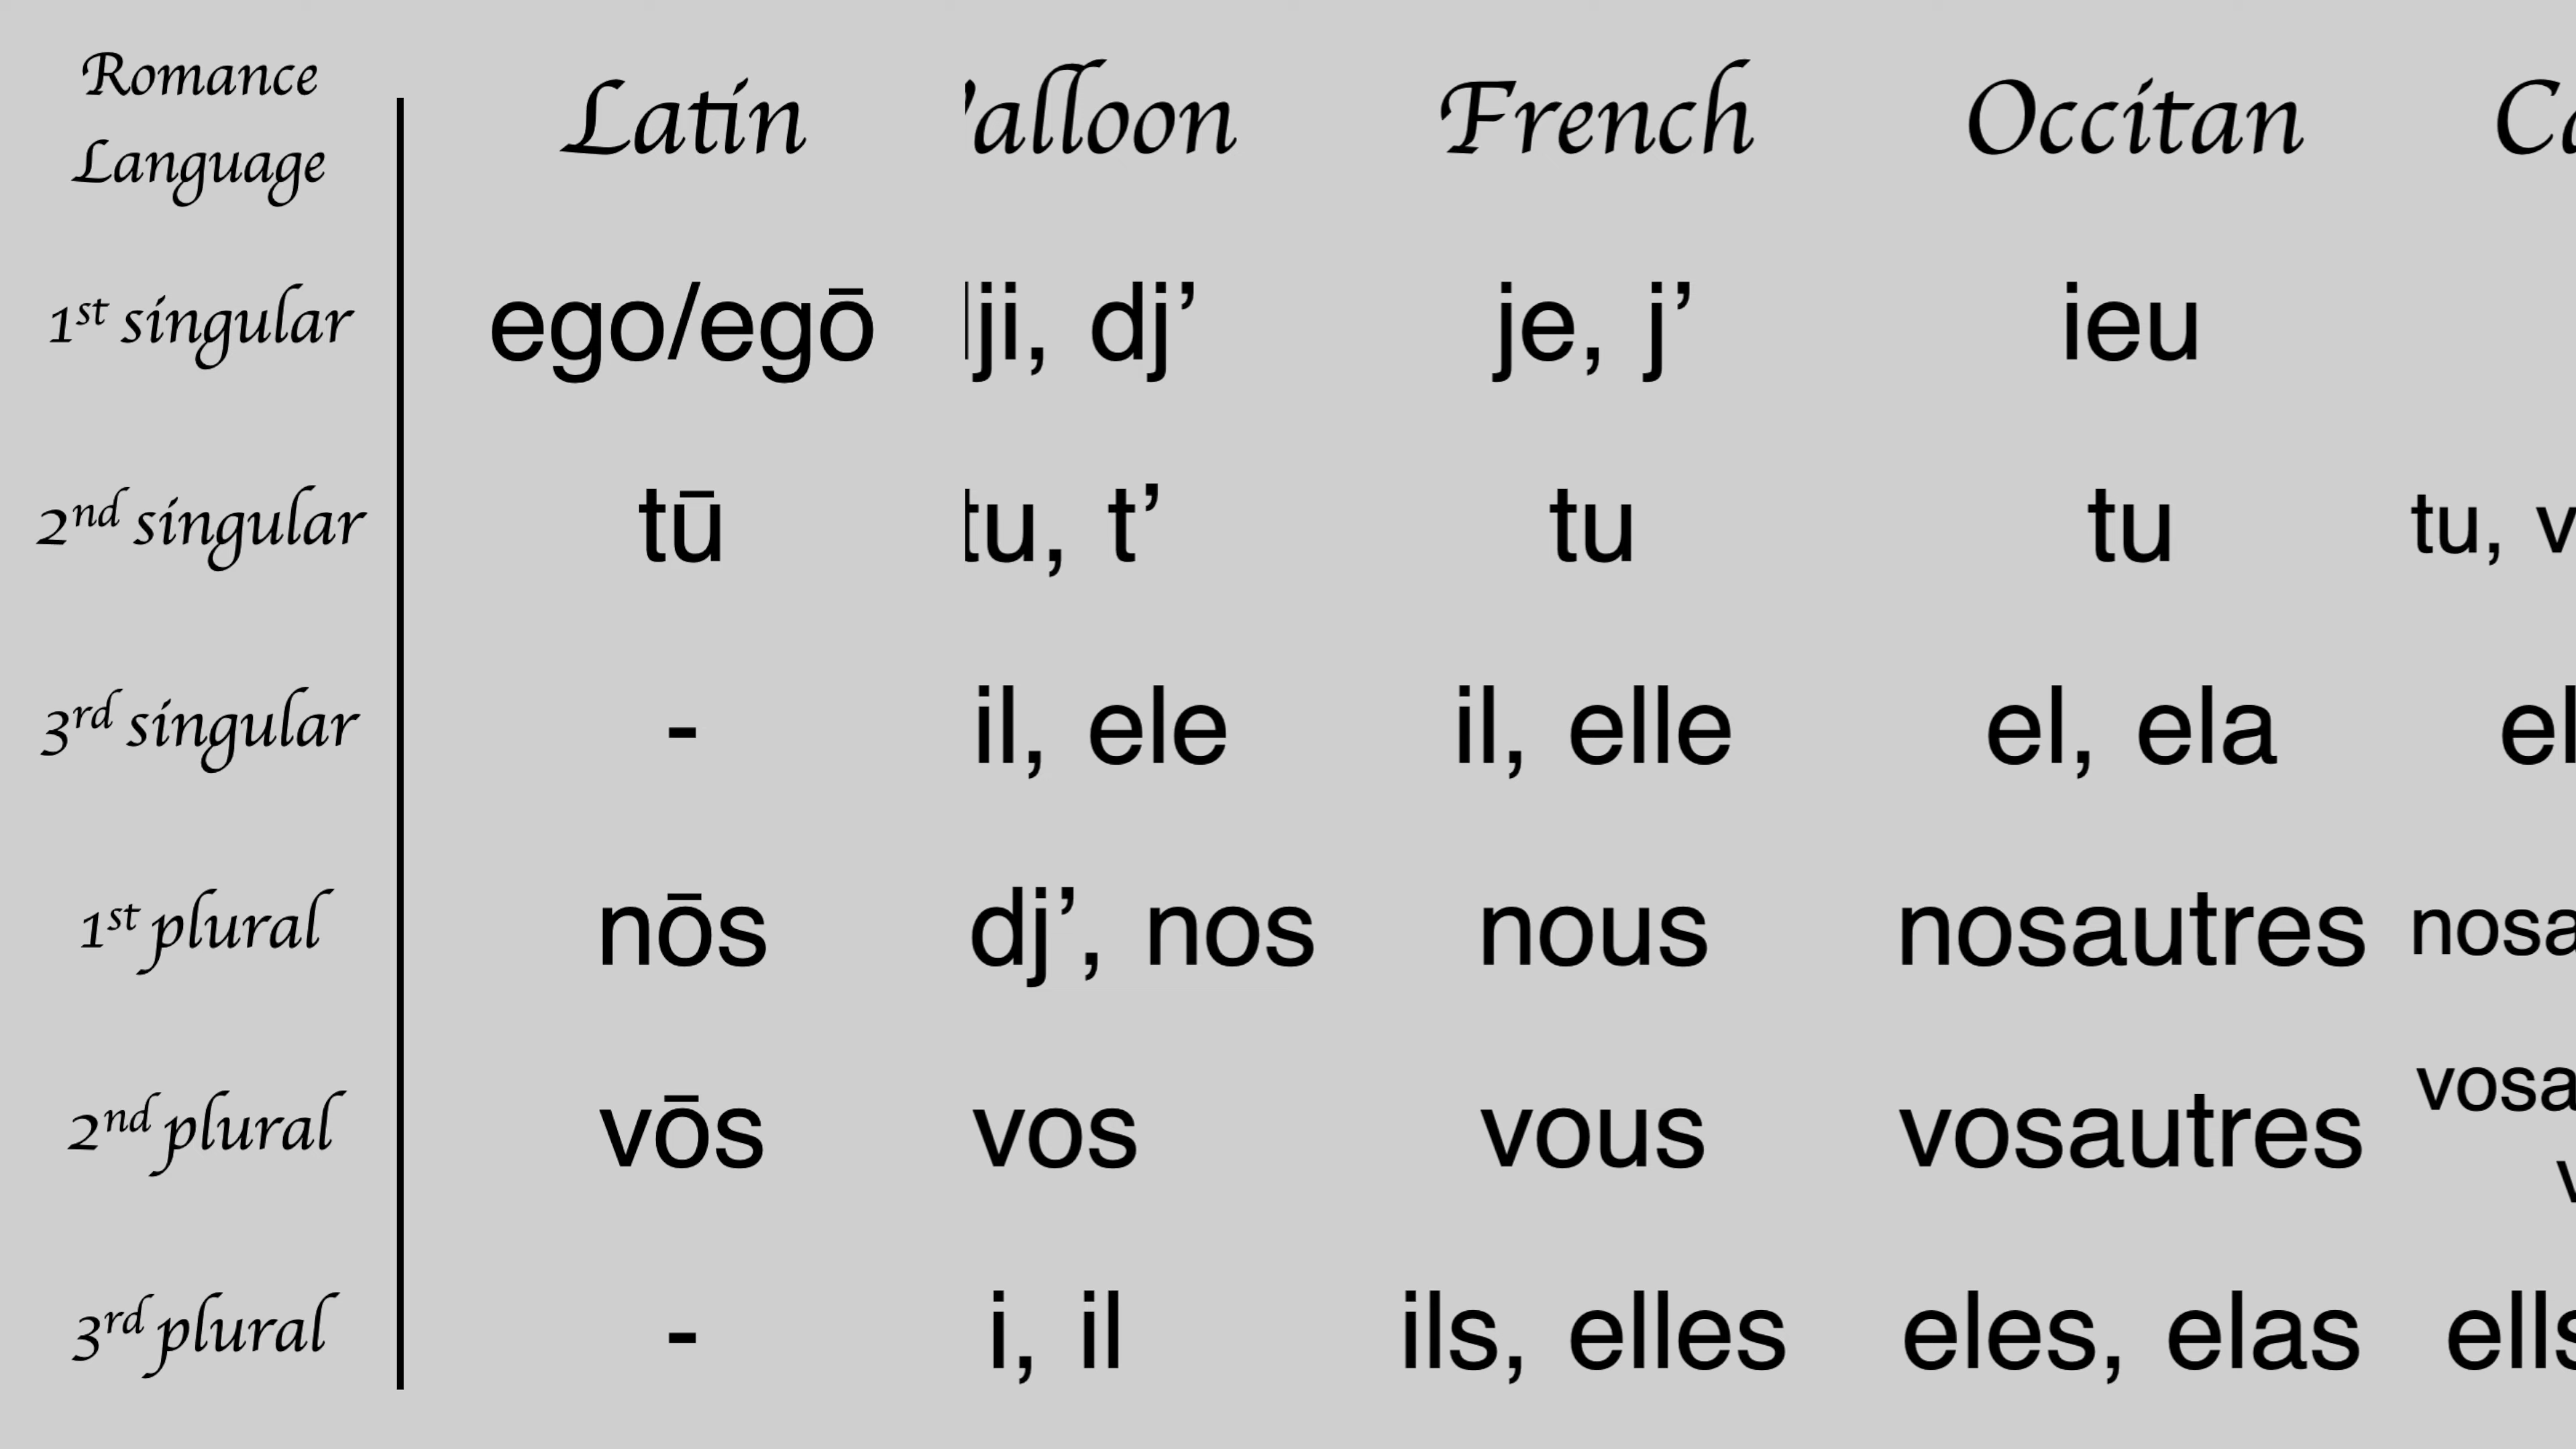 Romance Language
Latin French Occitan
1st singular ego/egō dj’ je, j’ ieu
2nd singular tū tu, t’ tu tu tu,
3rd singular - il, ele il, elle el, ela
1st plural nōs dj’, nos nous nosautres
2nd plural vōs vos vous vosautres
3rd plural - i, il ils, elles eles, elas